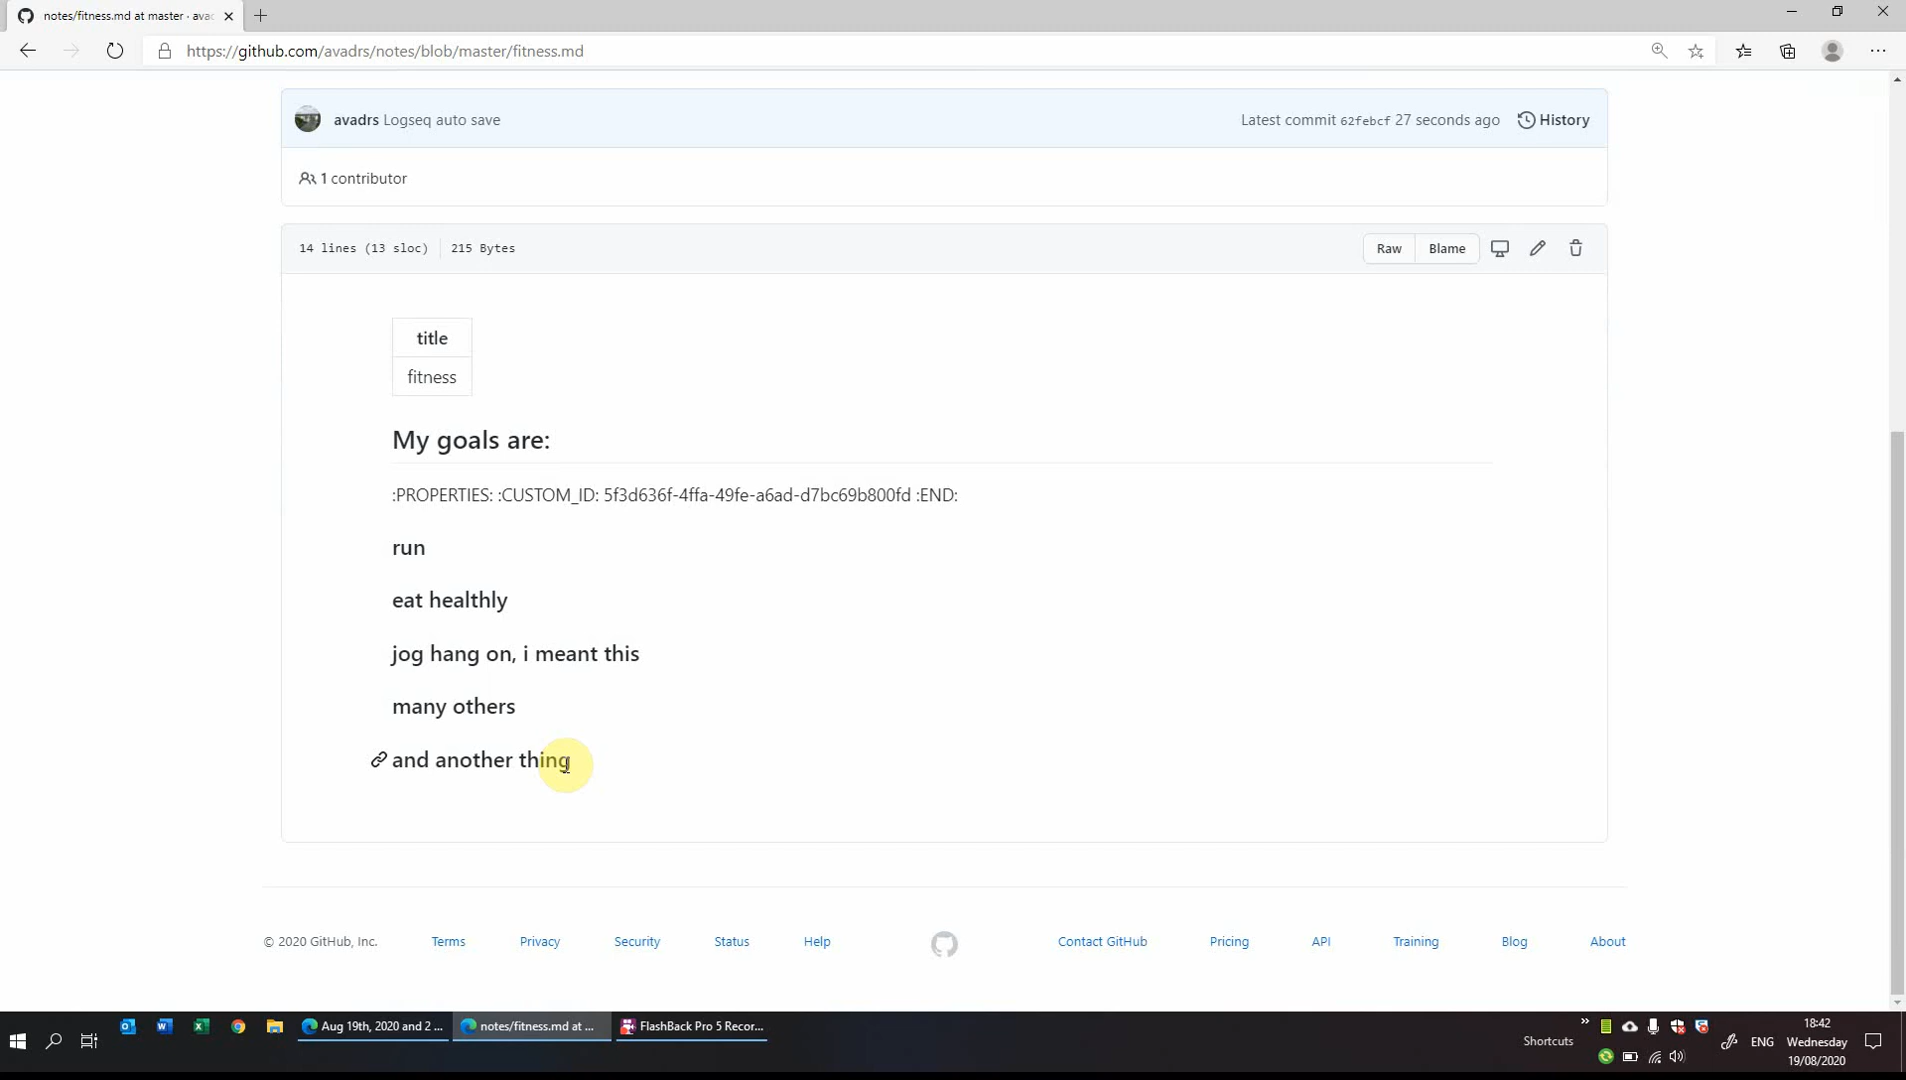 notes/fitness.md at master · ava
https://github.com/avadrs/notes/blob/master/fitness.md
avadrs Logseq auto save
Latest commit 62febcf 27 seconds ago
History
1 contributor
14 lines (13 sloc)
215 Bytes
Raw
Blame
title
fitness
My goals are:
:PROPERTIES: :CUSTOM_ID: 5f3d636f-4ffa-49fe-a6ad-d7bc69b800fd :END:
run
eat healthly
jog hang on, i meant this
many others
and another thing
© 2020 GitHub, Inc.
Terms
Privacy
Security
Status
Help
Contact GitHub
Pricing
API
Training
Blog
About
Aug 19th, 2020 and 2 ...
notes/fitness.md at ...
FlashBack Pro 5 Recor...
Shortcuts
ENG
18:42
Wednesday
19/08/2020